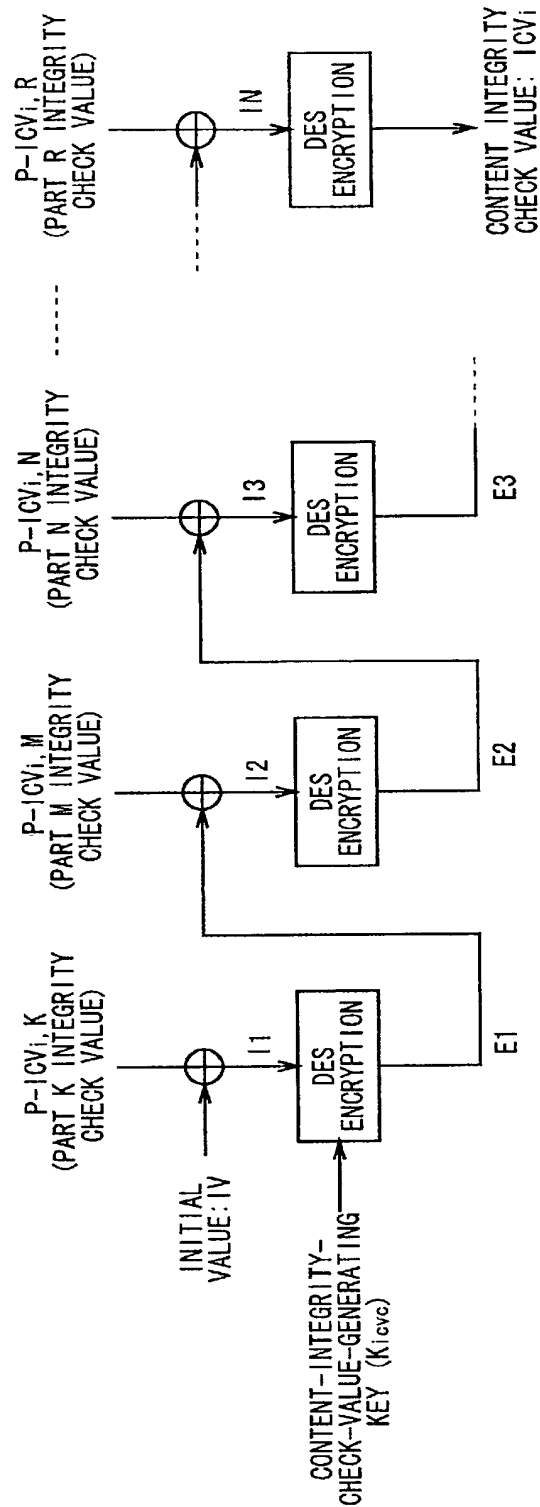 P-ICVi, K
(PART K INTEGRITY
CHECK VALUE)
P-ICVi, M
(PART M INTEGRITY
CHECK VALUE)
P-ICVi, N
(PART N INTEGRITY
CHECK VALUE)
P-ICVi, R
(PART R INTEGRITY
CHECK VALUE)
INITIAL
VALUE:IV
I1
I2
I3
IN
CONTENT-INTEGRITY-
CHECK-VALUE-GENERATING
KEY (Kicvc)
DES
ENCRYPTION
DES
ENCRYPTION
DES
ENCRYPTION
DES
ENCRYPTION
E1
E2
E3
CONTENT INTEGRITY
CHECK VALUE: ICVi